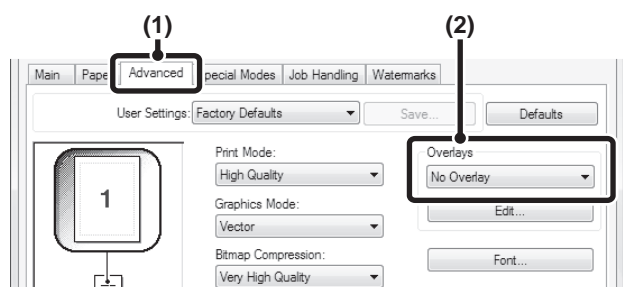 (1) (2)
Main Pape Advanced pecial Modes Job Handling Watermarks
User Settings: Factory Defaults Save... Defaults
Print Mode: Overlays
High Quality No Overlay
1
Graphics Mode: Edit...
Vector
Bitmap Compression: Font...
Very High Quality